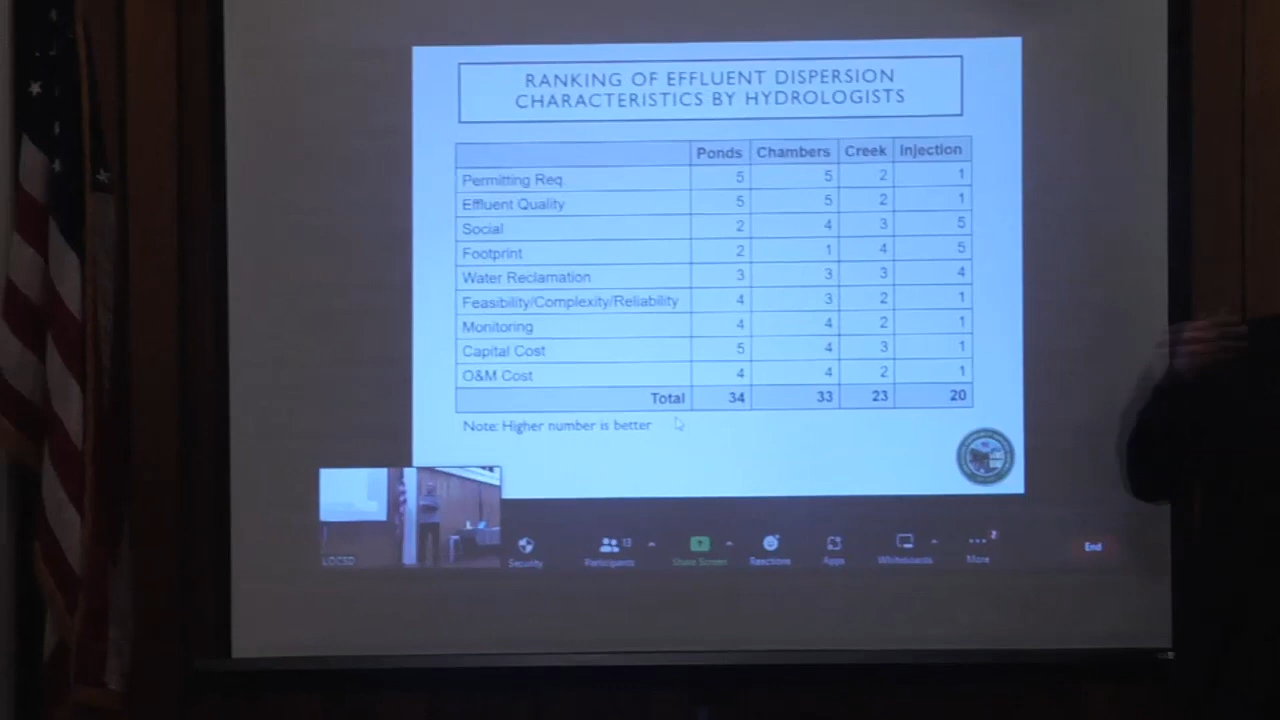 RANKING OF EFFLUENT DISPERSION
CHARACTERISTICS BY HYDROLOGISTS
Ponds Chambers Creek Injection
Permitting Req 5 5 2 1
Effluent Quality 5 5 2 1
Social 2 4 3 5
Footprint 2 1 4 5
Water Reclamation 3 3 3 4
Feasibility/Complexity/Reliability 4 3 2 1
Monitoring 4 4 2 1
Capital Cost 5 4 3 1
O&M Cost 4 4 2 1
Total 34 33 23 20
Note: Higher number is better
LOCSD
Security
Participants 13
Share Screen
Reactions
Apps
Whiteboards
More
End